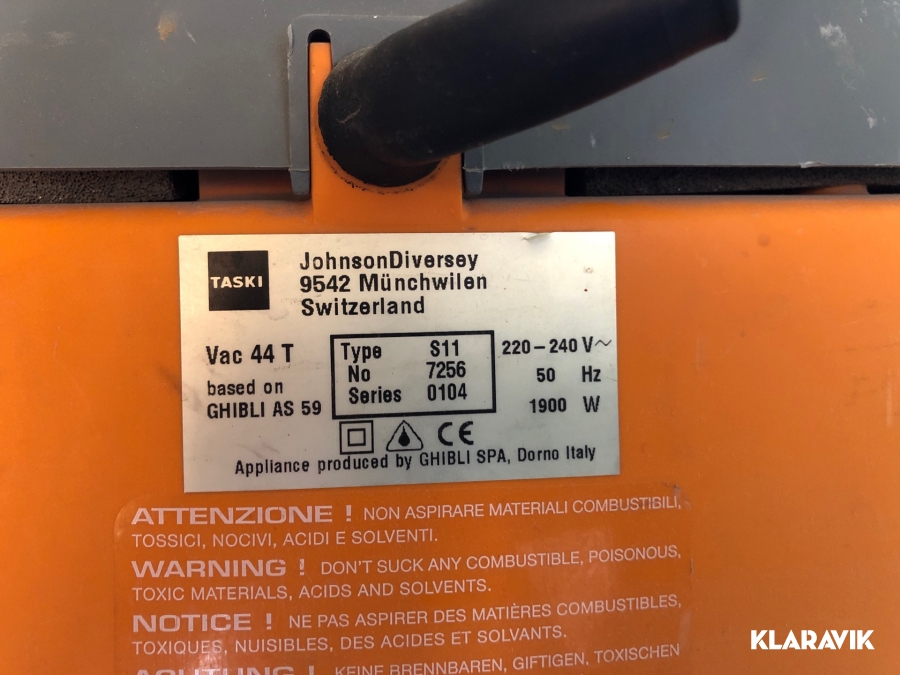 TASKI
JohnsonDiversey
9542 Münchwilen
Switzerland
Vac 44 T
based on
GHIBLI AS 59
Type S11
No 7256
Series 0104
220-240 V~
50 Hz
1900 W
CE
Appliance produced by GHIBLI SPA, Dorno Italy
ATTENZIONE ! NON ASPIRARE MATERIALI COMBUSTIBILI,
TOSSICI, NOCIVI, ACIDI E SOLVENTI.
WARNING ! DON'T SUCK ANY COMBUSTIBLE, POISONOUS,
TOXIC MATERIALS, ACIDS AND SOLVENTS.
NOTICE ! NE PAS ASPIRER DES MATIÈRES COMBUSTIBLES,
TOXIQUES, NUISIBLES, DES ACIDES ET SOLVANTS.
ACHTUNG ! KEINE BRENNBAREN, GIFTIGEN, TOXISCHEN
KLARAVIK